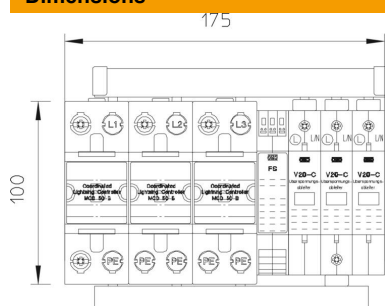 Dimensions
175
100
L1 L2 L3
L L/N L L L/N
FS
V20-C V20-C V20-C
Coordinated Coordinated Coordinated
Lightning Controller Lightning Controller Lightning Controller
MCD 50-B MCD 50-B MCD 50-B
PE PE PE PE PE